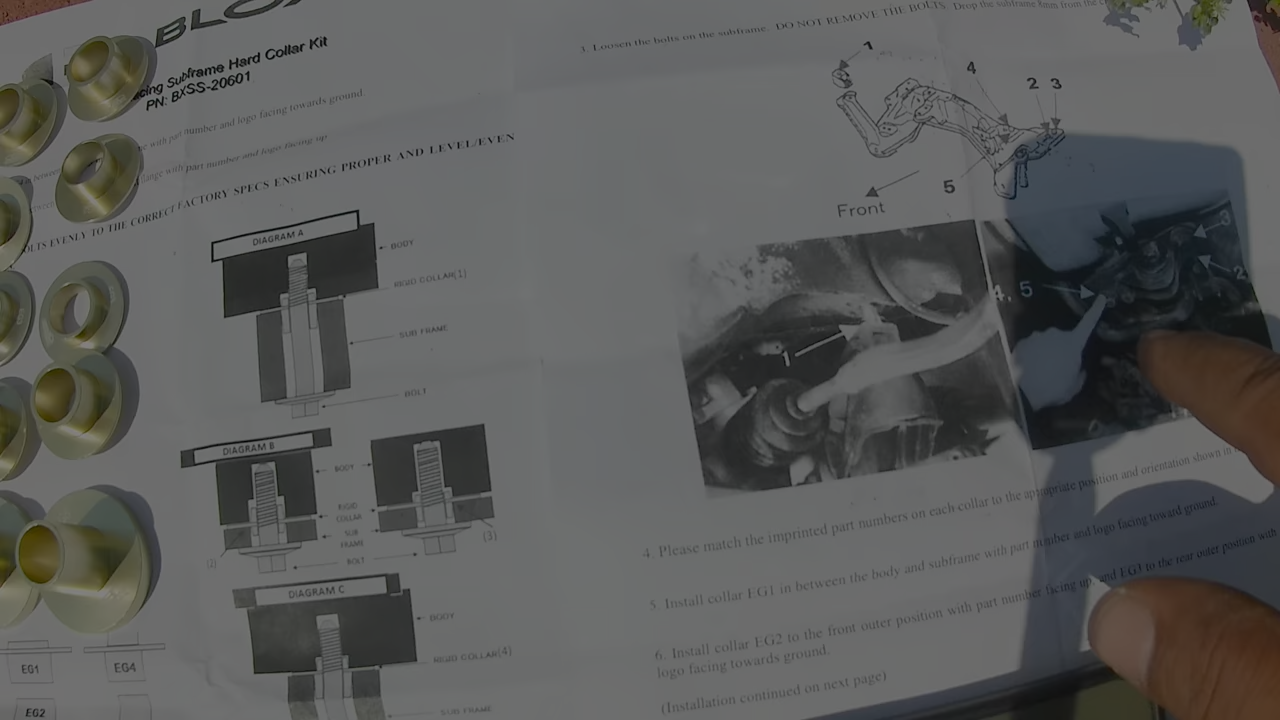 BLOX
cing Subframe Hard Collar Kit
PN: BXSS-20601
ge with part number and logo facing towards ground.
flange with part number and logo facing up
OLTS EVENLY TO THE CORRECT FACTORY SPECS ENSURING PROPER AND LEVEL/EVEN
DIAGRAM A
BODY
RIGID COLLAR(1)
SUB FRAME
BOLT
DIAGRAM B
BODY
RIGID
COLLAR
SUB
FRAME
BOLT
(2)
(3)
DIAGRAM C
BODY
RIGID COLLAR(4)
SUB FRAME
EG1
EG4
EG2
3. Loosen the bolts on the subframe. DO NOT REMOVE THE BOLTS. Drop the subframe 8mm from the
1
4
2 3
5
Front
1
3
2
4, 5
4. Please match the imprinted part numbers on each collar to the appropriate position and orientation shown in
5. Install collar EG1 in between the body and subframe with part number and logo facing toward ground.
6. Install collar EG2 to the front outer position with part number facing up and EG3 to the rear outer position with
logo facing towards ground.
(Installation continued on next page)